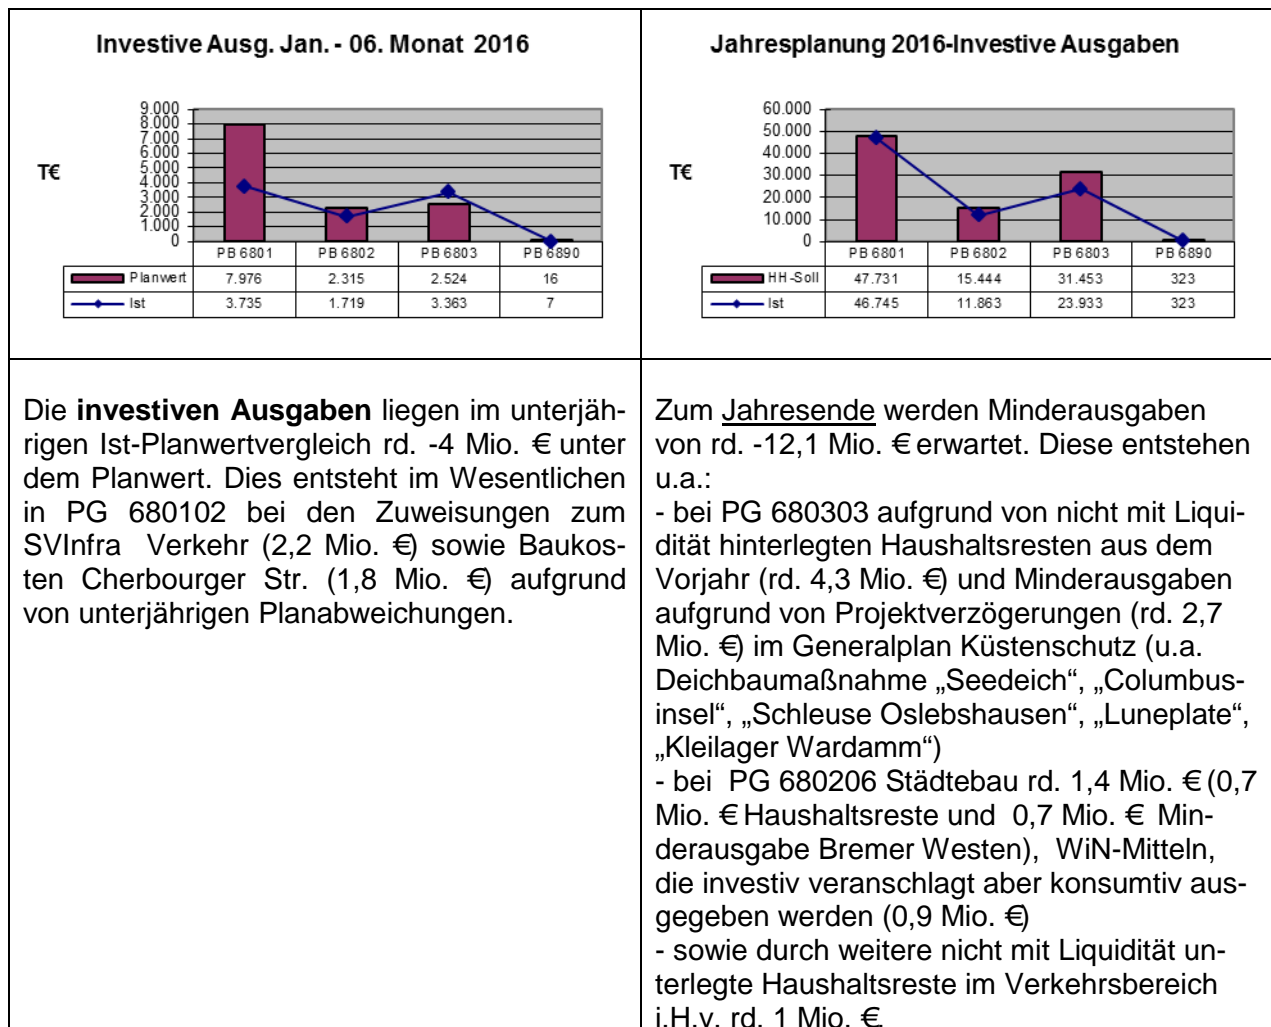 Investive Ausg. Jan. - 06. Monat 2016
9.000
8.000
7.000
6.000
5.000
4.000
3.000
2.000
1.000
0
T€
PB 6801 PB 6802 PB 6803 PB 6890
Planwert 7.976 2.315 2.524 16
Ist 3.735 1.719 3.363 7
Jahresplanung 2016-Investive Ausgaben
60.000
50.000
40.000
30.000
20.000
10.000
0
T€
PB 6801 PB 6802 PB 6803 PB 6890
HH-Soll 47.731 15.444 31.453 323
Ist 46.745 11.863 23.933 323
Die investiven Ausgaben liegen im unterjäh-
rigen Ist-Planwertvergleich rd. -4 Mio. € unter
dem Planwert. Dies entsteht im Wesentlichen
in PG 680102 bei den Zuweisungen zum
SVInfra Verkehr (2,2 Mio. €) sowie Baukos-
ten Cherbourger Str. (1,8 Mio. €) aufgrund
von unterjährigen Planabweichungen.
Zum Jahresende werden Minderausgaben
von rd. -12,1 Mio. € erwartet. Diese entstehen
u.a.:
- bei PG 680303 aufgrund von nicht mit Liqui-
dität hinterlegten Haushaltsresten aus dem
Vorjahr (rd. 4,3 Mio. €) und Minderausgaben
aufgrund von Projektverzögerungen (rd. 2,7
Mio. €) im Generalplan Küstenschutz (u.a.
Deichbaumaßnahme „Seedeich“, „Columbus-
insel“, „Schleuse Oslebshausen“, „Luneplate“,
„Kleilager Wardamm“)
- bei PG 680206 Städtebau rd. 1,4 Mio. € (0,7
Mio. € Haushaltsreste und 0,7 Mio. € Min-
derausgabe Bremer Westen), WiN-Mitteln,
die investiv veranschlagt aber konsumtiv aus-
gegeben werden (0,9 Mio. €)
- sowie durch weitere nicht mit Liquidität un-
terlegte Haushaltsreste im Verkehrsbereich
i.H.v. rd. 1 Mio. €.